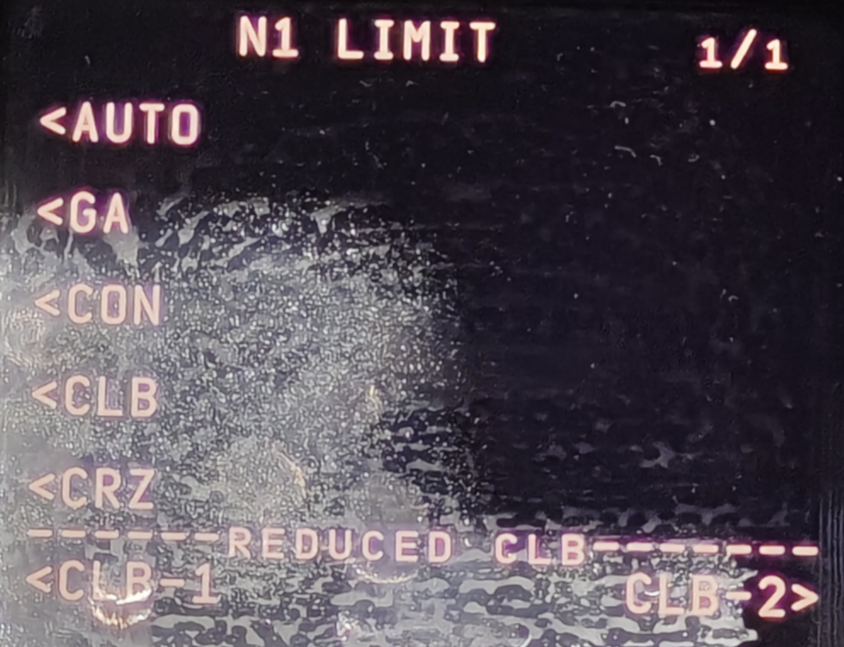 N1 LIMIT 1/1
<AUTO
<GA
<CON
<CLB
<CRZ
------REDUCED CLB-------
<CLB-1 CLB-2>